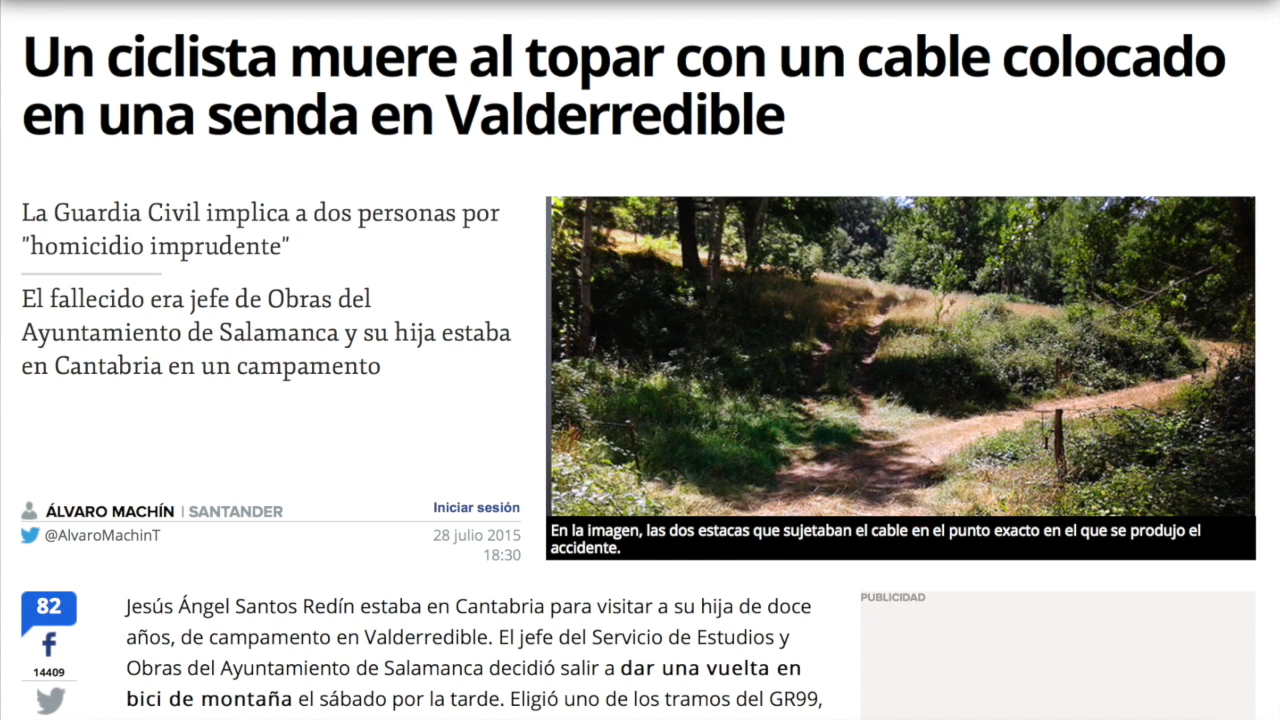 Un ciclista muere al topar con un cable colocado
en una senda en Valderredible
La Guardia Civil implica a dos personas por
"homicidio imprudente"
El fallecido era jefe de Obras del
Ayuntamiento de Salamanca y su hija estaba
en Cantabria en un campamento
ÁLVARO MACHÍN | SANTANDER
@AlvaroMachinT
Iniciar sesión
28 julio 2015
18:30
En la imagen, las dos estacas que sujetaban el cable en el punto exacto en el que se produjo el
accidente.
82
14409
Jesús Ángel Santos Redín estaba en Cantabria para visitar a su hija de doce
años, de campamento en Valderredible. El jefe del Servicio de Estudios y
Obras del Ayuntamiento de Salamanca decidió salir a dar una vuelta en
bici de montaña el sábado por la tarde. Eligió uno de los tramos del GR99,
PUBLICIDAD